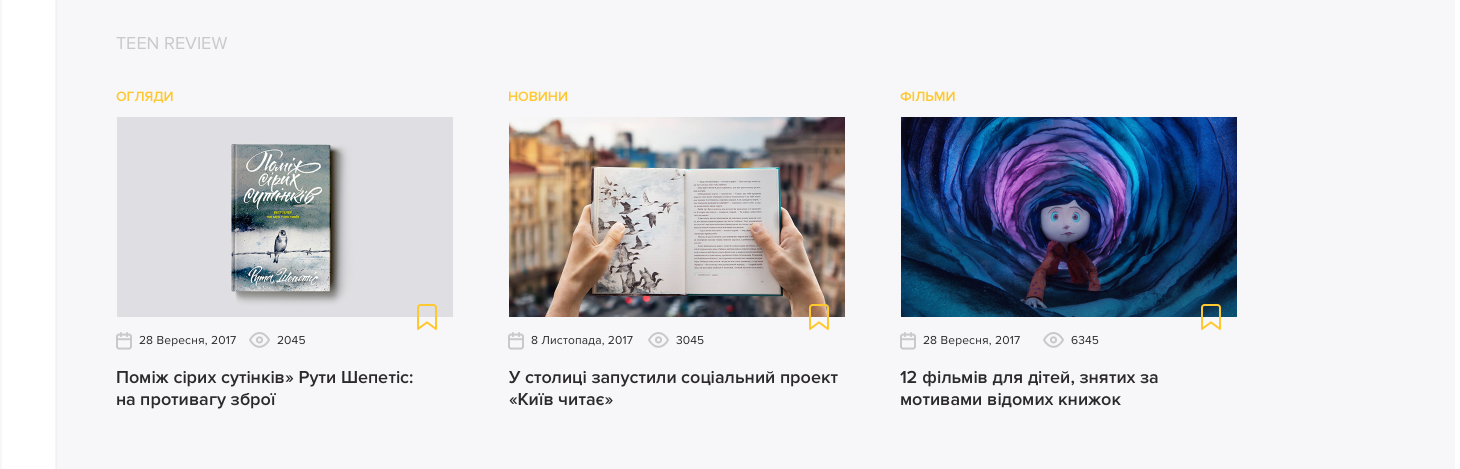 TEEN REVIEW
ОГЛЯДИ
НОВИНИ
ФІЛЬМИ
Поміж
сірих
сутінків
Рута Шепетіс
28 Вересня, 2017 2045
8 Листопада, 2017 3045
28 Вересня, 2017 6345
Поміж сірих сутінків» Рути Шепетіс:
на противагу зброї
У столиці запустили соціальний проект
«Київ читає»
12 фільмів для дітей, знятих за
мотивами відомих книжок